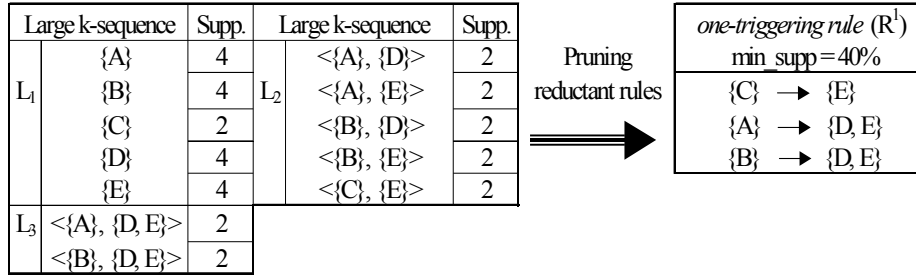 Large k-sequence Supp. Large k-sequence Supp.
L1 {A} 4 L2 <{A}, {D}> 2
{B} 4 <{A}, {E}> 2
{C} 2 <{B}, {D}> 2
{D} 4 <{B}, {E}> 2
{E} 4 <{C}, {E}> 2
L3 <{A}, {D, E}> 2
<{B}, {D, E}> 2
Pruning
reductant rules
one-triggering rule (R¹)
min_supp = 40%
{C} → {E}
{A} → {D, E}
{B} → {D, E}